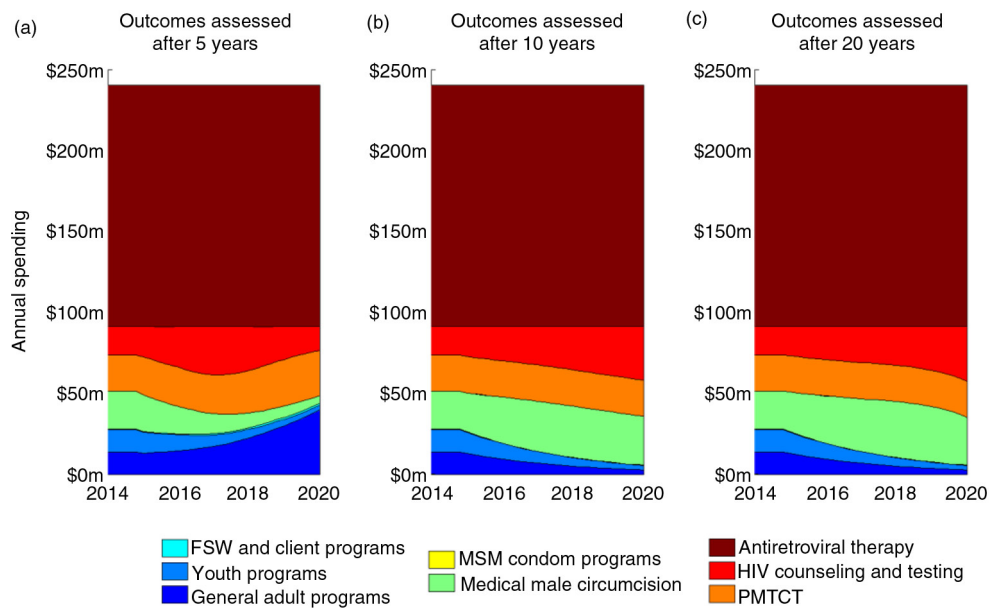 (a)
Outcomes assessed
after 5 years
(b)
Outcomes assessed
after 10 years
(c)
Outcomes assessed
after 20 years
Annual spending
$250m
$200m
$150m
$100m
$50m
$0m
2014 2016 2018 2020
$250m
$200m
$150m
$100m
$50m
$0m
2014 2016 2018 2020
$250m
$200m
$150m
$100m
$50m
$0m
2014 2016 2018 2020
FSW and client programs
Youth programs
General adult programs
MSM condom programs
Medical male circumcision
Antiretroviral therapy
HIV counseling and testing
PMTCT